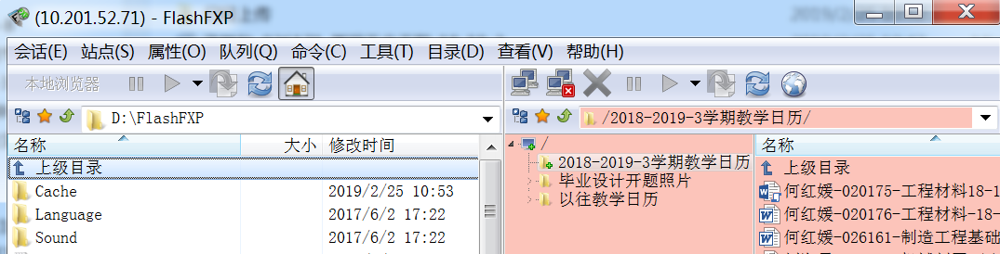 (10.201.52.71) - FlashFXP
会话(E) 站点(S) 属性(O) 队列(Q) 命令(C) 工具(T) 目录(D) 查看(V) 帮助(H)
本地浏览器
D:\FlashFXP
/2018-2019-3学期教学日历/
名称 大小 修改时间
上级目录
Cache 2019/2/25 10:53
Language 2017/6/2 17:22
Sound 2017/6/2 17:22
/
2018-2019-3学期教学日历
毕业设计开题照片
以往教学日历
名称
上级目录
何红媛-020175-工程材料18-1
何红媛-020176-工程材料-18-
何红媛-026161-制造工程基础